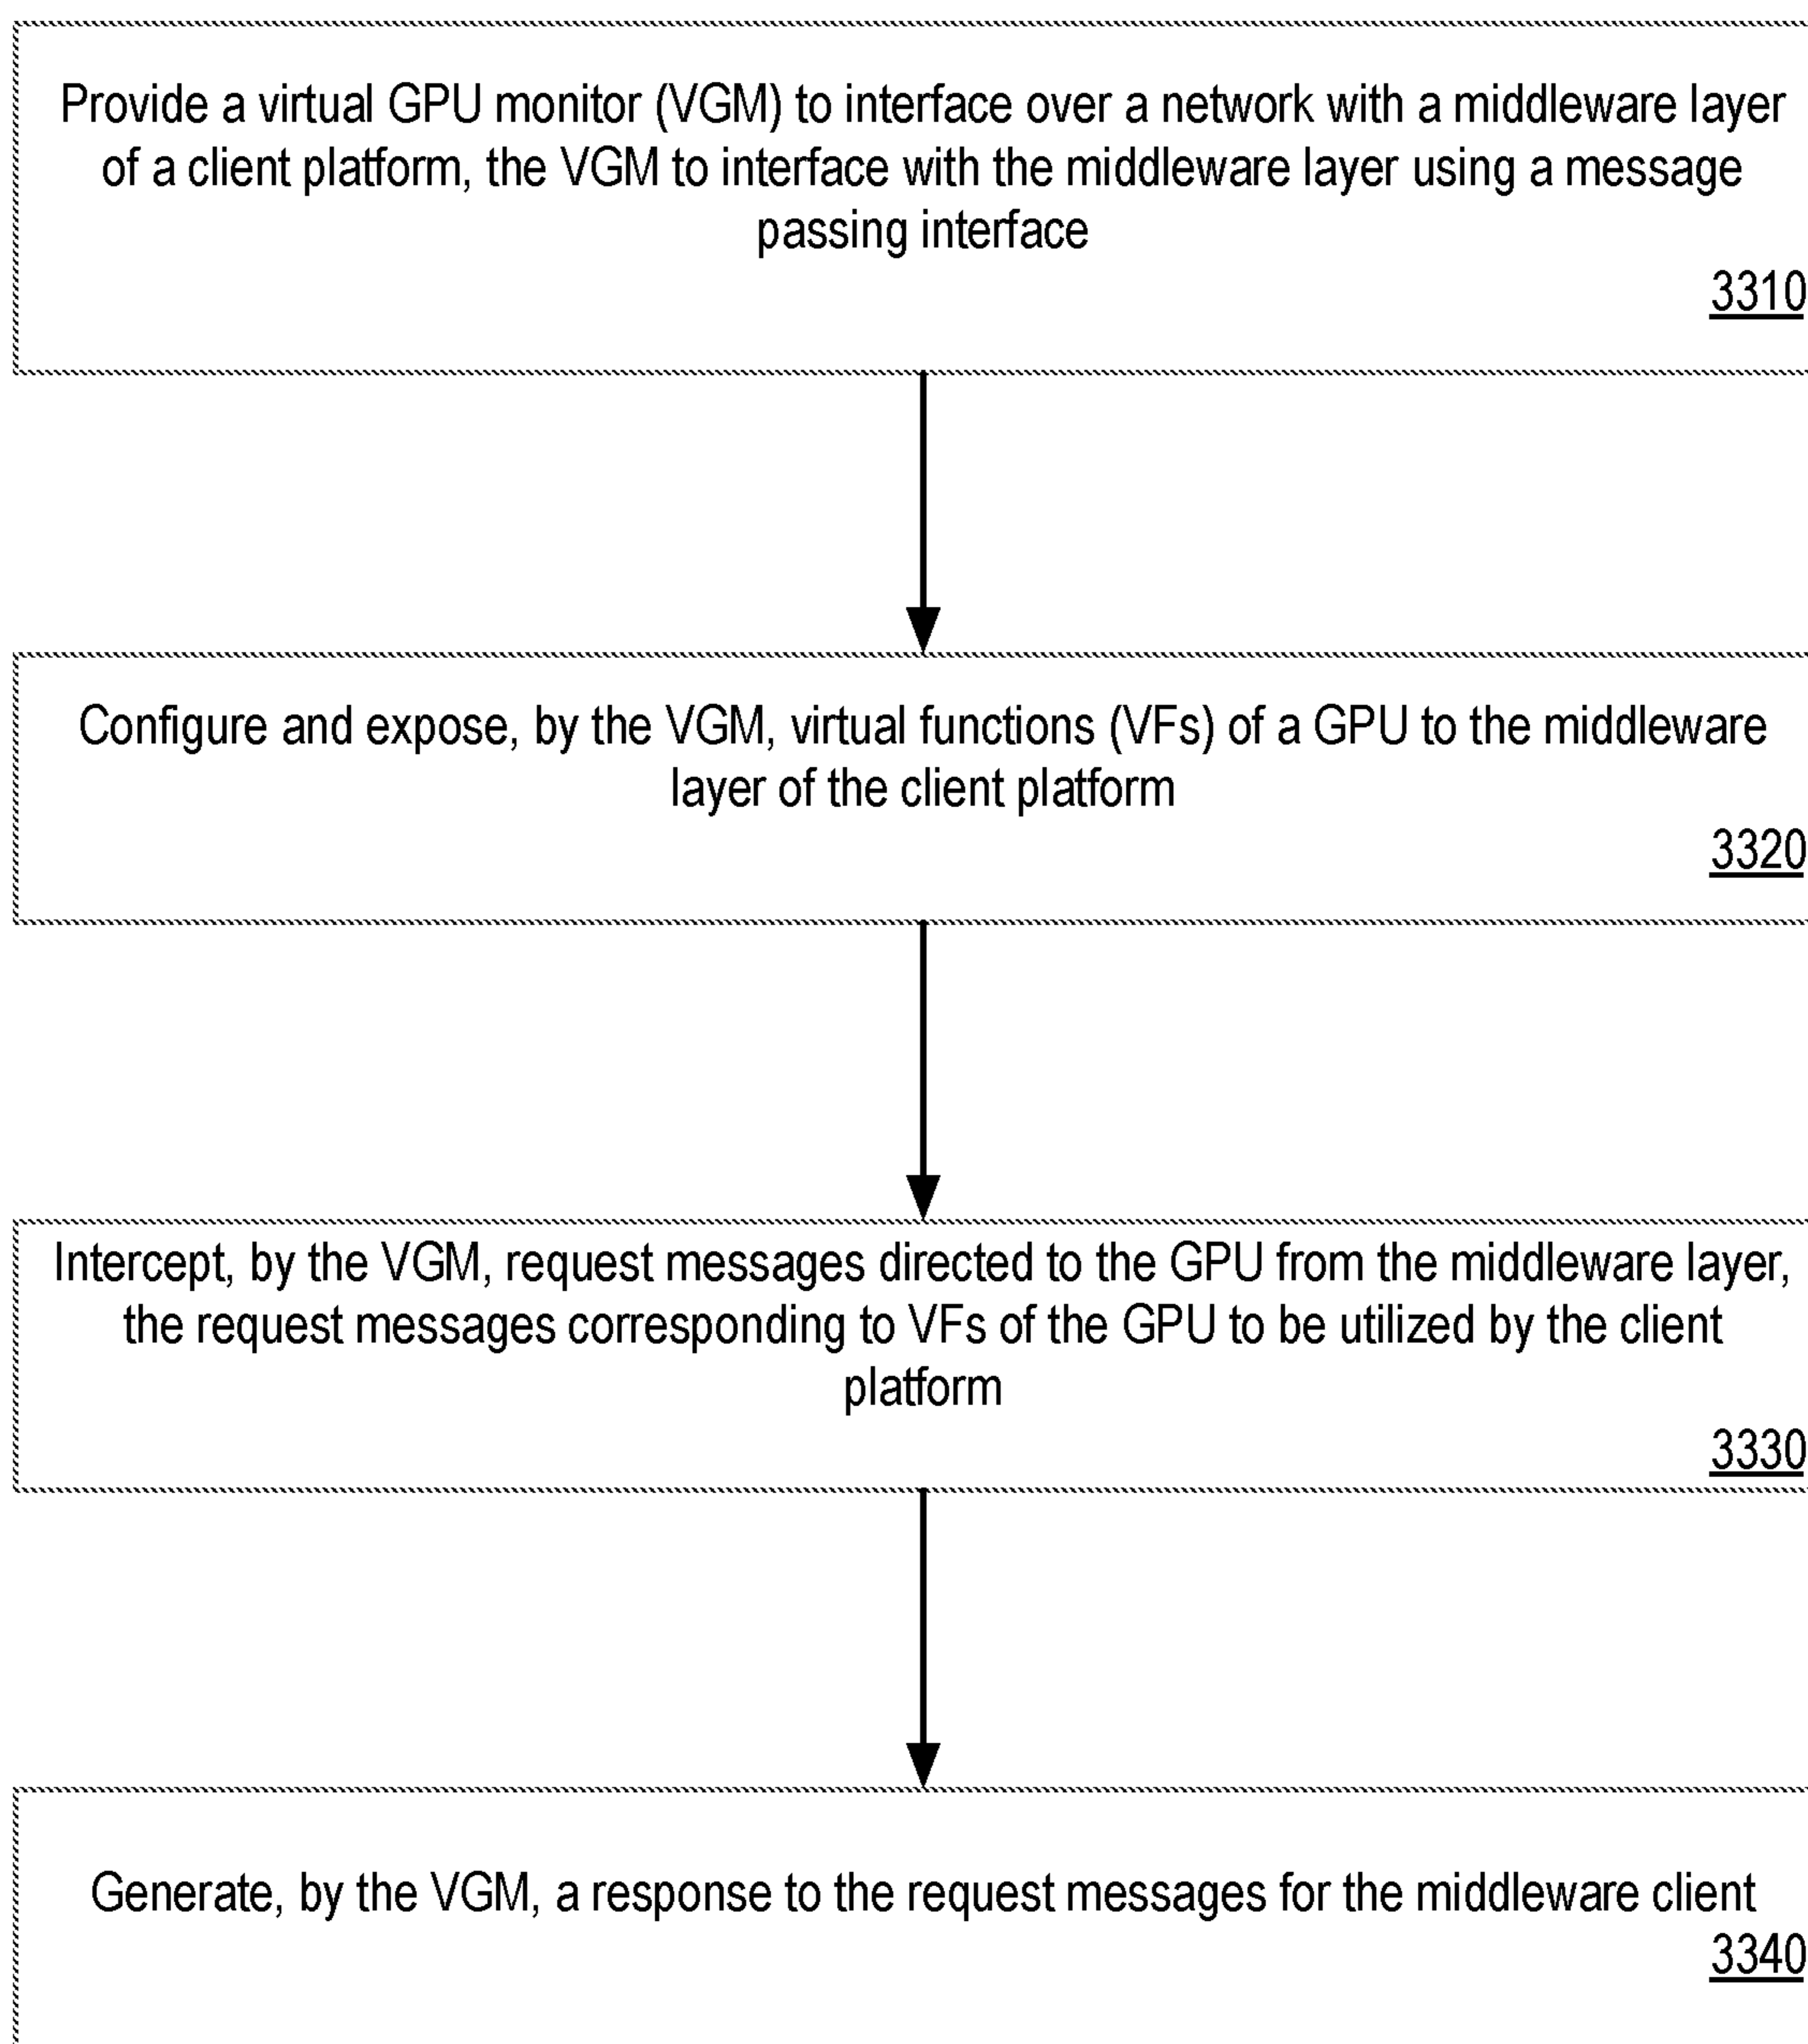 Provide a virtual GPU monitor (VGM) to interface over a network with a middleware layer
of a client platform, the VGM to interface with the middleware layer using a message
passing interface
3310
Configure and expose, by the VGM, virtual functions (VFs) of a GPU to the middleware
layer of the client platform
3320
Intercept, by the VGM, request messages directed to the GPU from the middleware layer,
the request messages corresponding to VFs of the GPU to be utilized by the client
platform
3330
Generate, by the VGM, a response to the request messages for the middleware client
3340